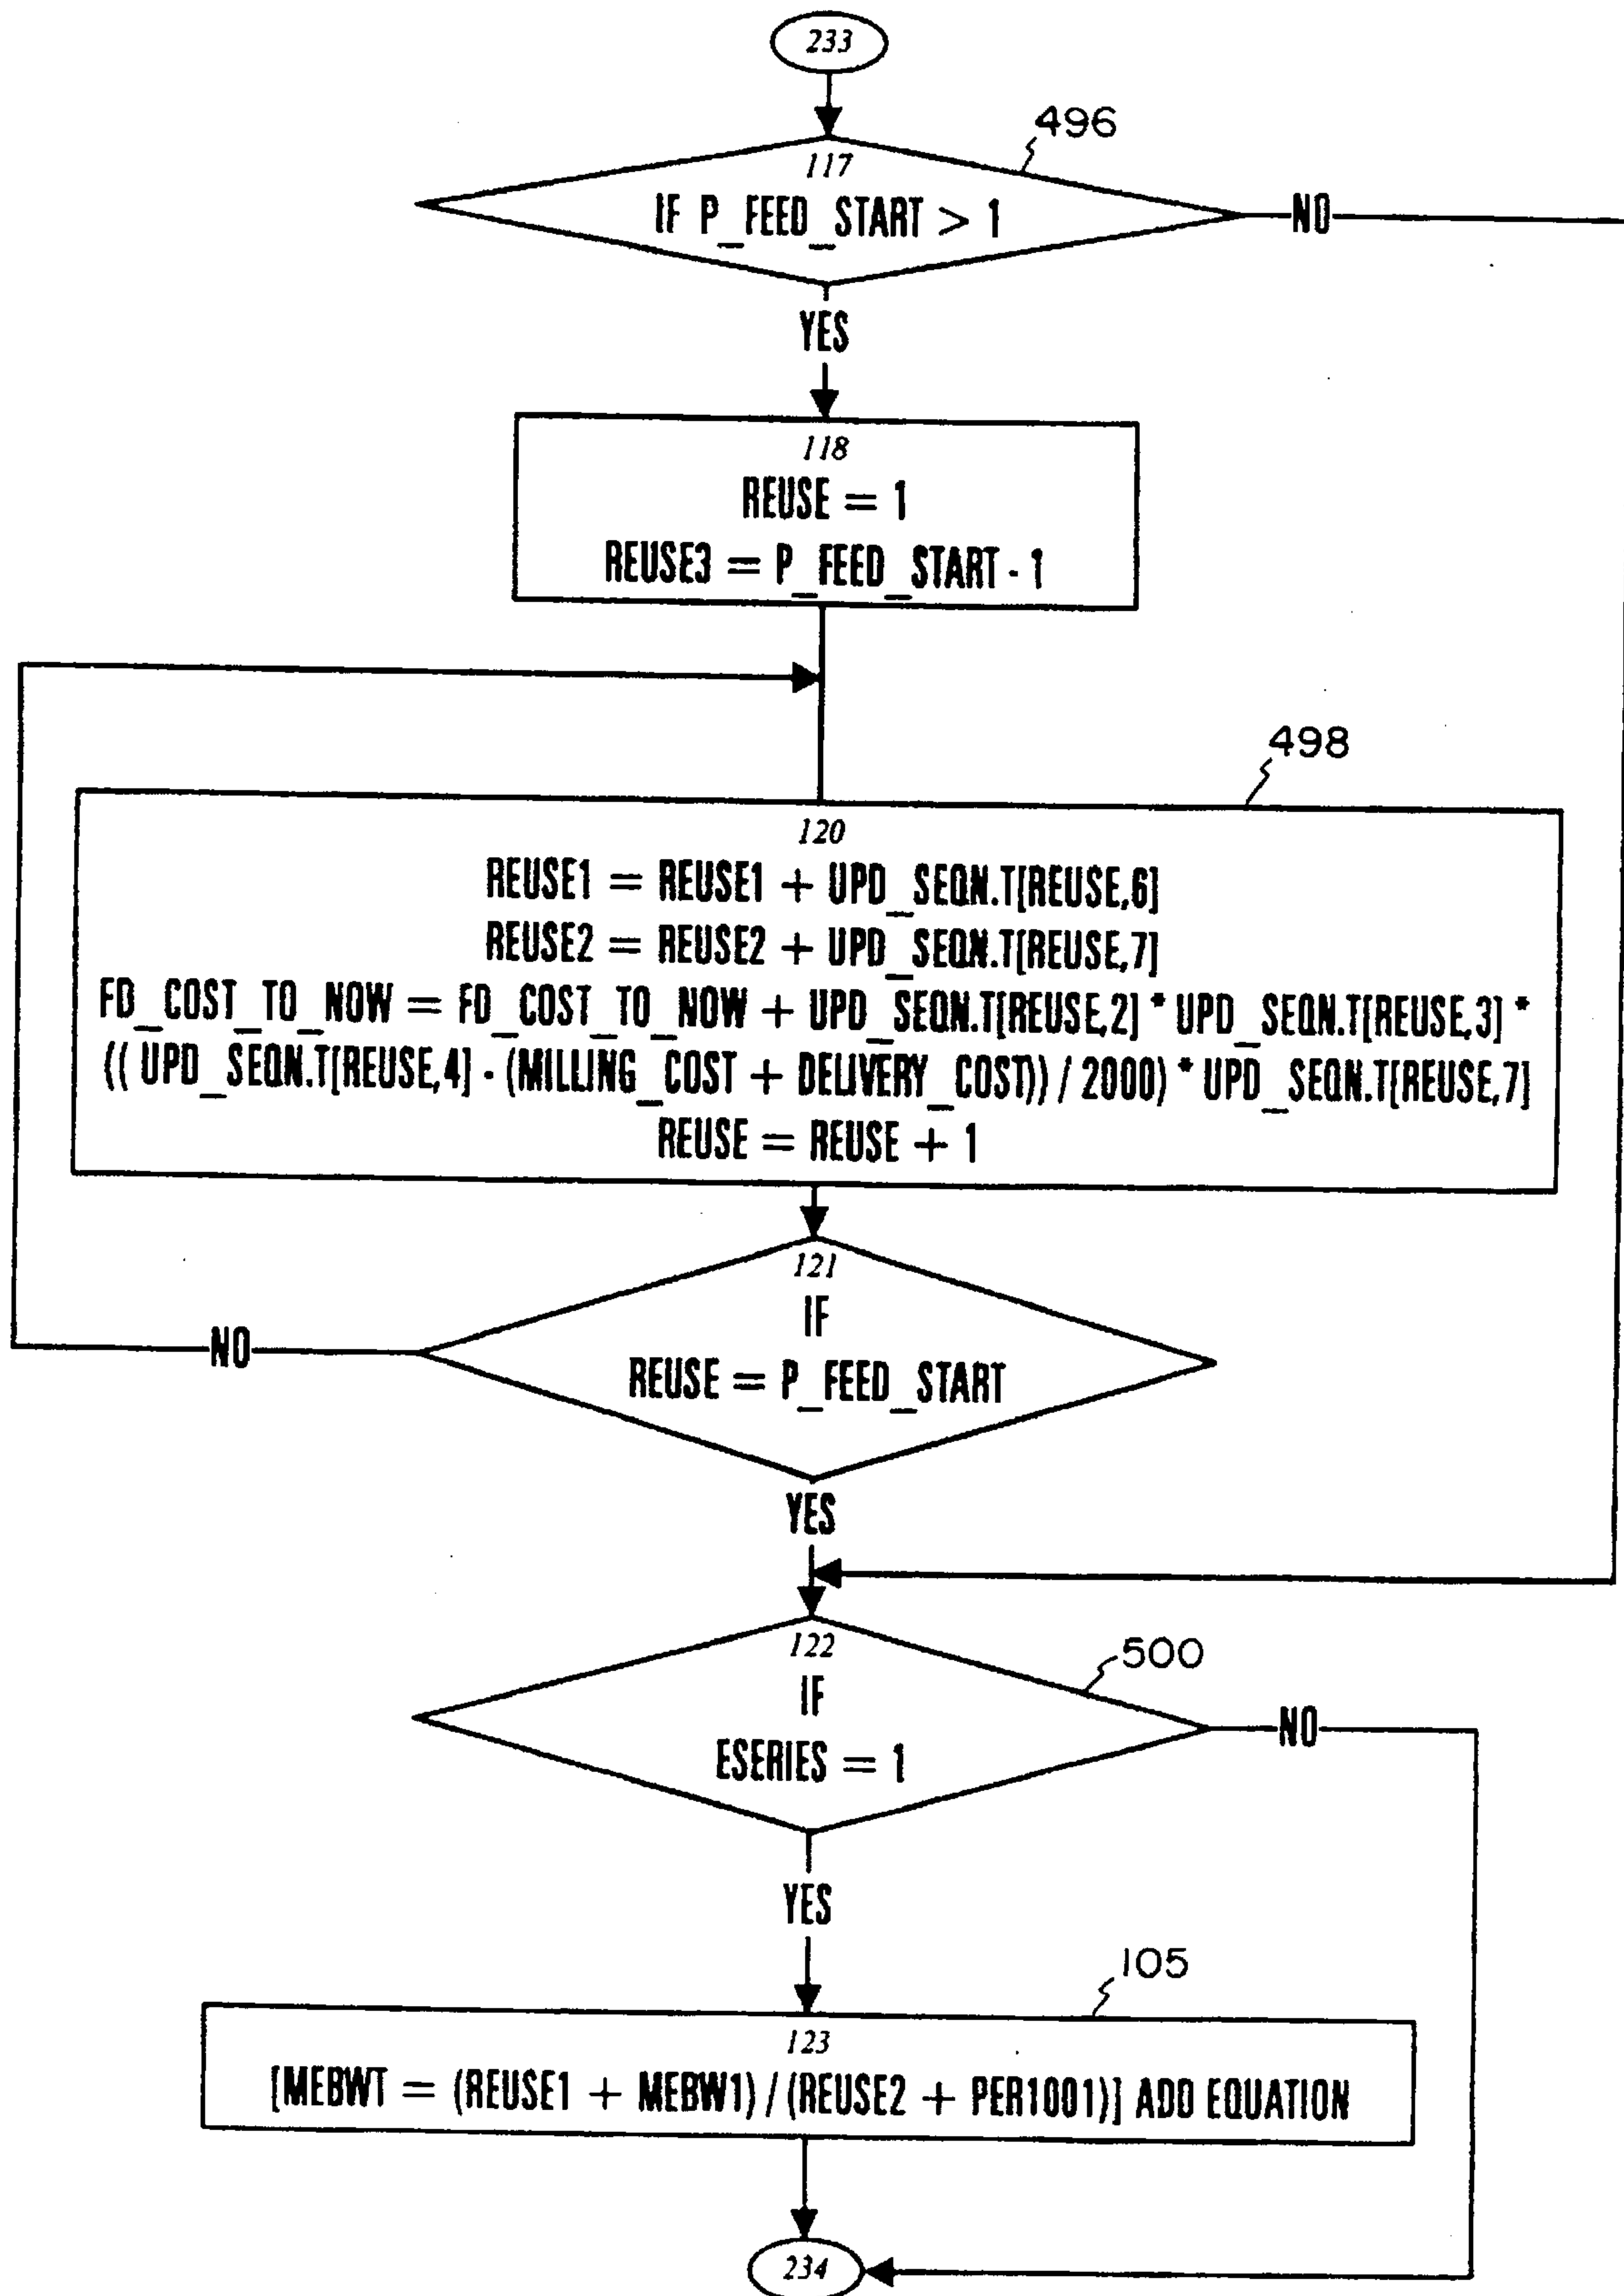 233
496
117
IF P_FEED_START > 1
NO
YES
118
REUSE = 1
REUSE3 = P_FEED_START - 1
498
120
REUSE1 = REUSE1 + UPD_SEQN.T[REUSE,6]
REUSE2 = REUSE2 + UPD_SEQN.T[REUSE,7]
FD_COST_TO_NOW = FD_COST_TO_NOW + UPD_SEQN.T[REUSE,2] * UPD_SEQN.T[REUSE,3] *
(( UPD_SEQN.T[REUSE,4] - (MILLING_COST + DELIVERY_COST)) / 2000) * UPD_SEQN.T[REUSE,7]
REUSE = REUSE + 1
121
IF
NO
REUSE = P_FEED_START
YES
122
500
IF
NO
ESERIES = 1
YES
105
123
[MEBWT = (REUSE1 + MEBW1) / (REUSE2 + PER1001)] ADD EQUATION
234